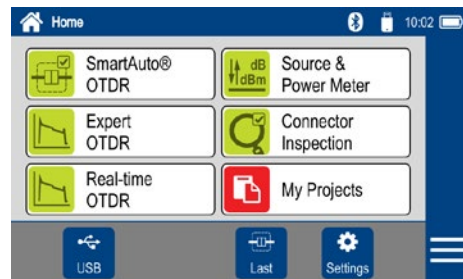 Home
10:02
SmartAuto®
OTDR
dB
dBm
Source &
Power Meter
Expert
OTDR
Connector
Inspection
Real-time
OTDR
My Projects
USB
Last
Settings